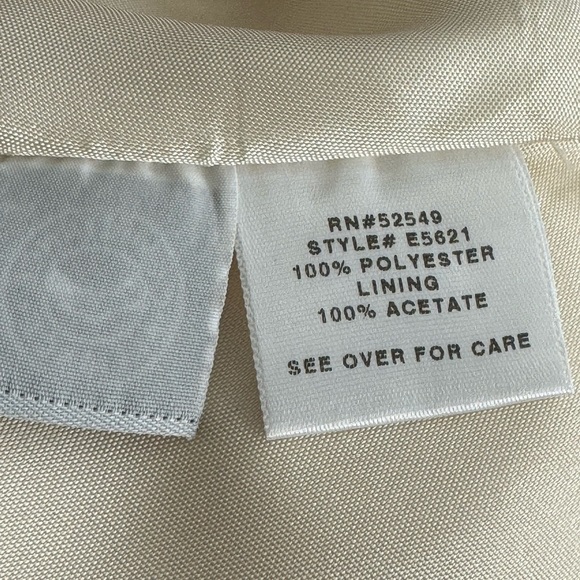 RN#52549
STYLE# E5621
100% POLYESTER
LINING
100% ACETATE
SEE OVER FOR CARE